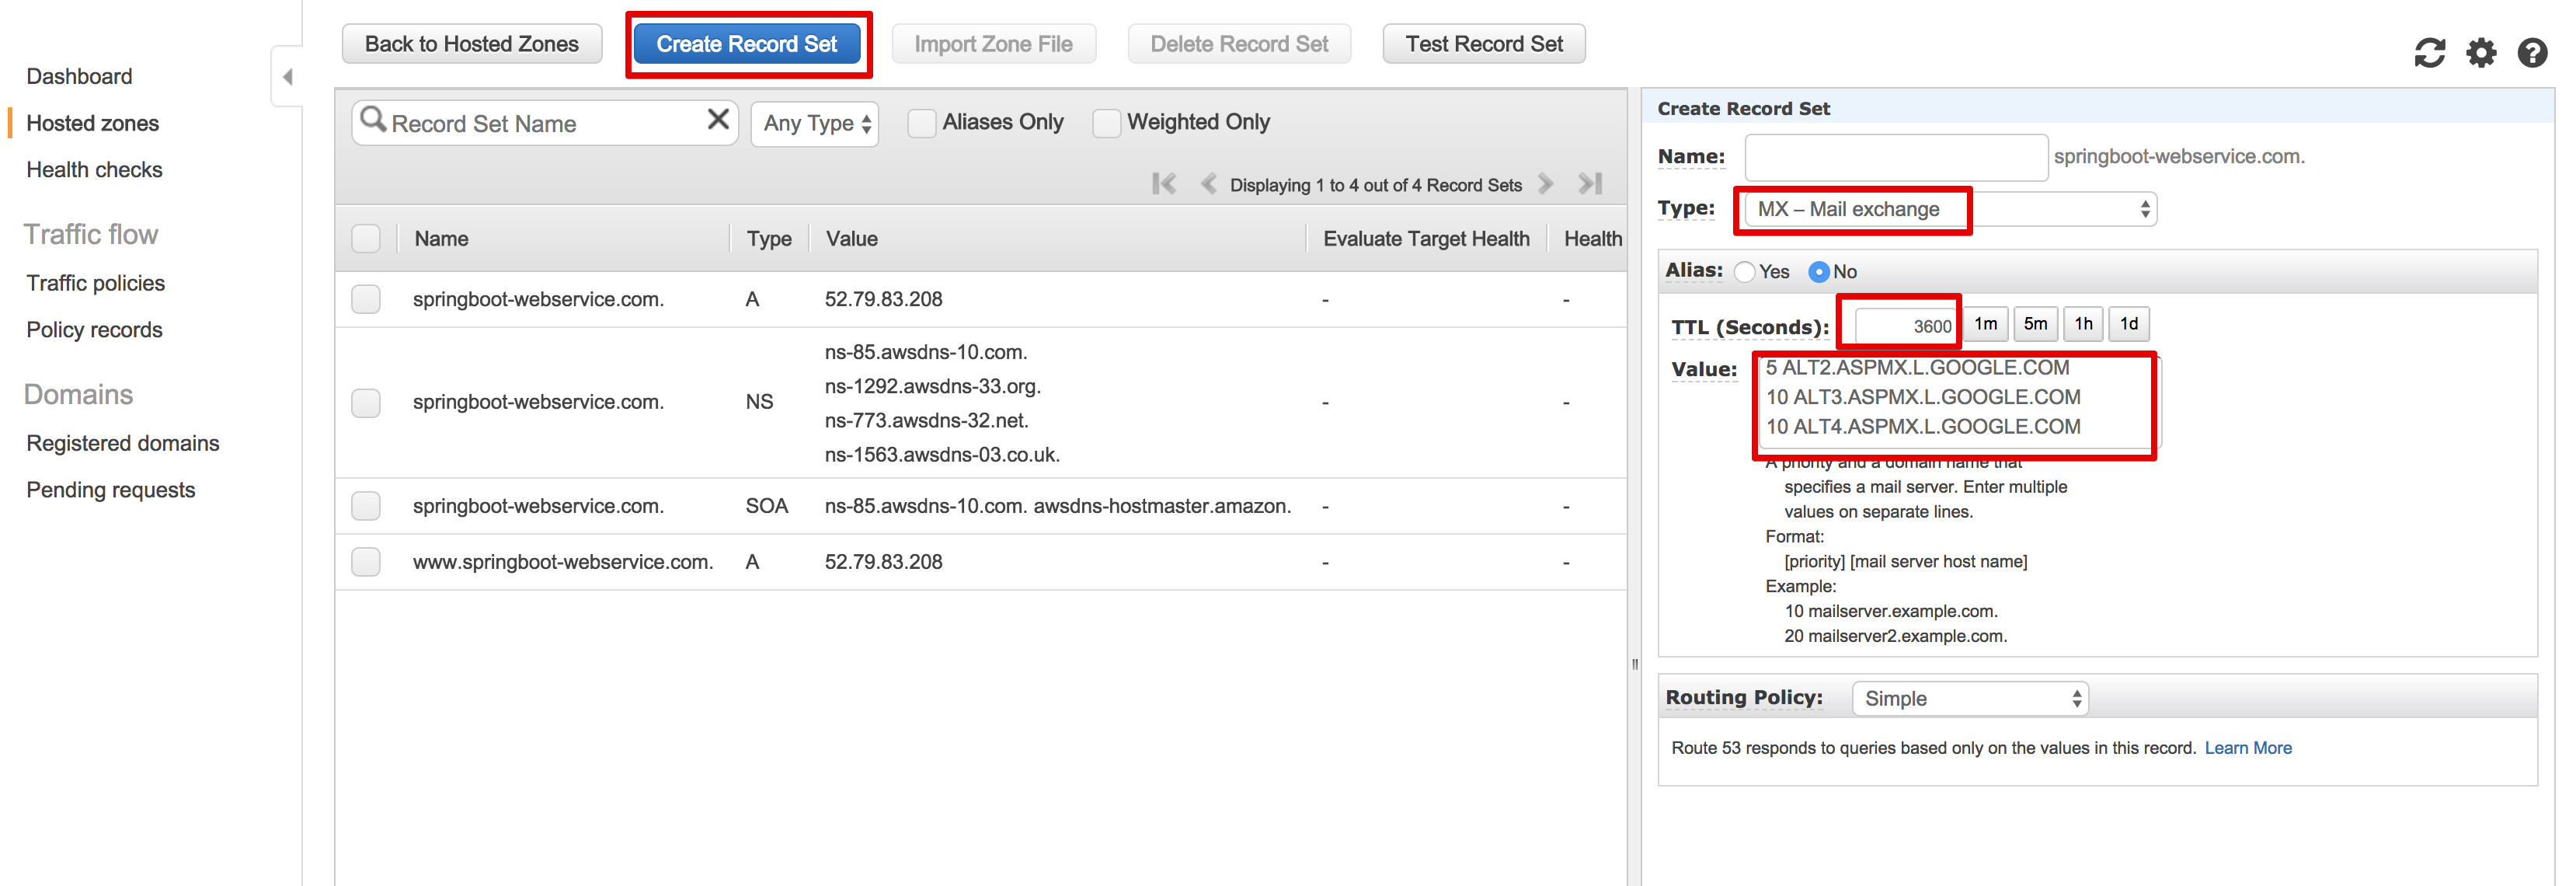 Dashboard
Hosted zones
Health checks
Traffic flow
Traffic policies
Policy records
Domains
Registered domains
Pending requests
Back to Hosted Zones
Create Record Set
Import Zone File
Delete Record Set
Test Record Set
Record Set Name
Any Type
Aliases Only
Weighted Only
Displaying 1 to 4 out of 4 Record Sets
Name Type Value Evaluate Target Health Health
springboot-webservice.com. A 52.79.83.208 - -
springboot-webservice.com. NS ns-85.awsdns-10.com. - -
ns-1292.awsdns-33.org.
ns-773.awsdns-32.net.
ns-1563.awsdns-03.co.uk.
springboot-webservice.com. SOA ns-85.awsdns-10.com. awsdns-hostmaster.amazon. - -
www.springboot-webservice.com. A 52.79.83.208 - -
Create Record Set
Name: springboot-webservice.com.
Type: MX – Mail exchange
Alias: Yes No
TTL (Seconds): 3600 1m 5m 1h 1d
Value: 5 ALT2.ASPMX.L.GOOGLE.COM
10 ALT3.ASPMX.L.GOOGLE.COM
10 ALT4.ASPMX.L.GOOGLE.COM
A priority and a domain name that
specifies a mail server. Enter multiple
values on separate lines.
Format:
[priority] [mail server host name]
Example:
10 mailserver.example.com.
20 mailserver2.example.com.
Routing Policy: Simple
Route 53 responds to queries based only on the values in this record. Learn More